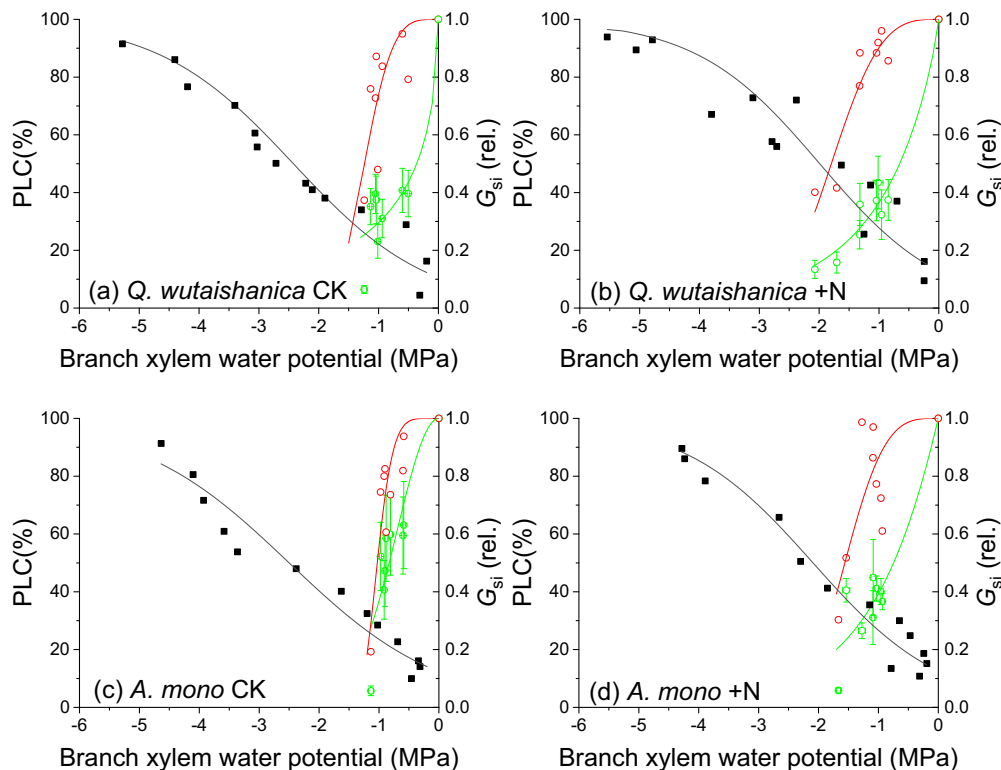 100 1.0 100 1.0
80 0.8 80 0.8
60 0.6 60 0.6
40 0.4 40 0.4
20 0.2 20 0.2
0 0.0 0 0.0
PLC(%) G_si (rel.) PLC(%) G_si (rel.)
(a) Q. wutaishanica CK (b) Q. wutaishanica +N
-6 -5 -4 -3 -2 -1 0 -6 -5 -4 -3 -2 -1 0
Branch xylem water potential (MPa) Branch xylem water potential (MPa)
100 1.0 100 1.0
80 0.8 80 0.8
60 0.6 60 0.6
40 0.4 40 0.4
20 0.2 20 0.2
0 0.0 0 0.0
PLC(%) G_si (rel.) PLC(%) G_si (rel.)
(c) A. mono CK (d) A. mono +N
-6 -5 -4 -3 -2 -1 0 -6 -5 -4 -3 -2 -1 0
Branch xylem water potential (MPa) Branch xylem water potential (MPa)